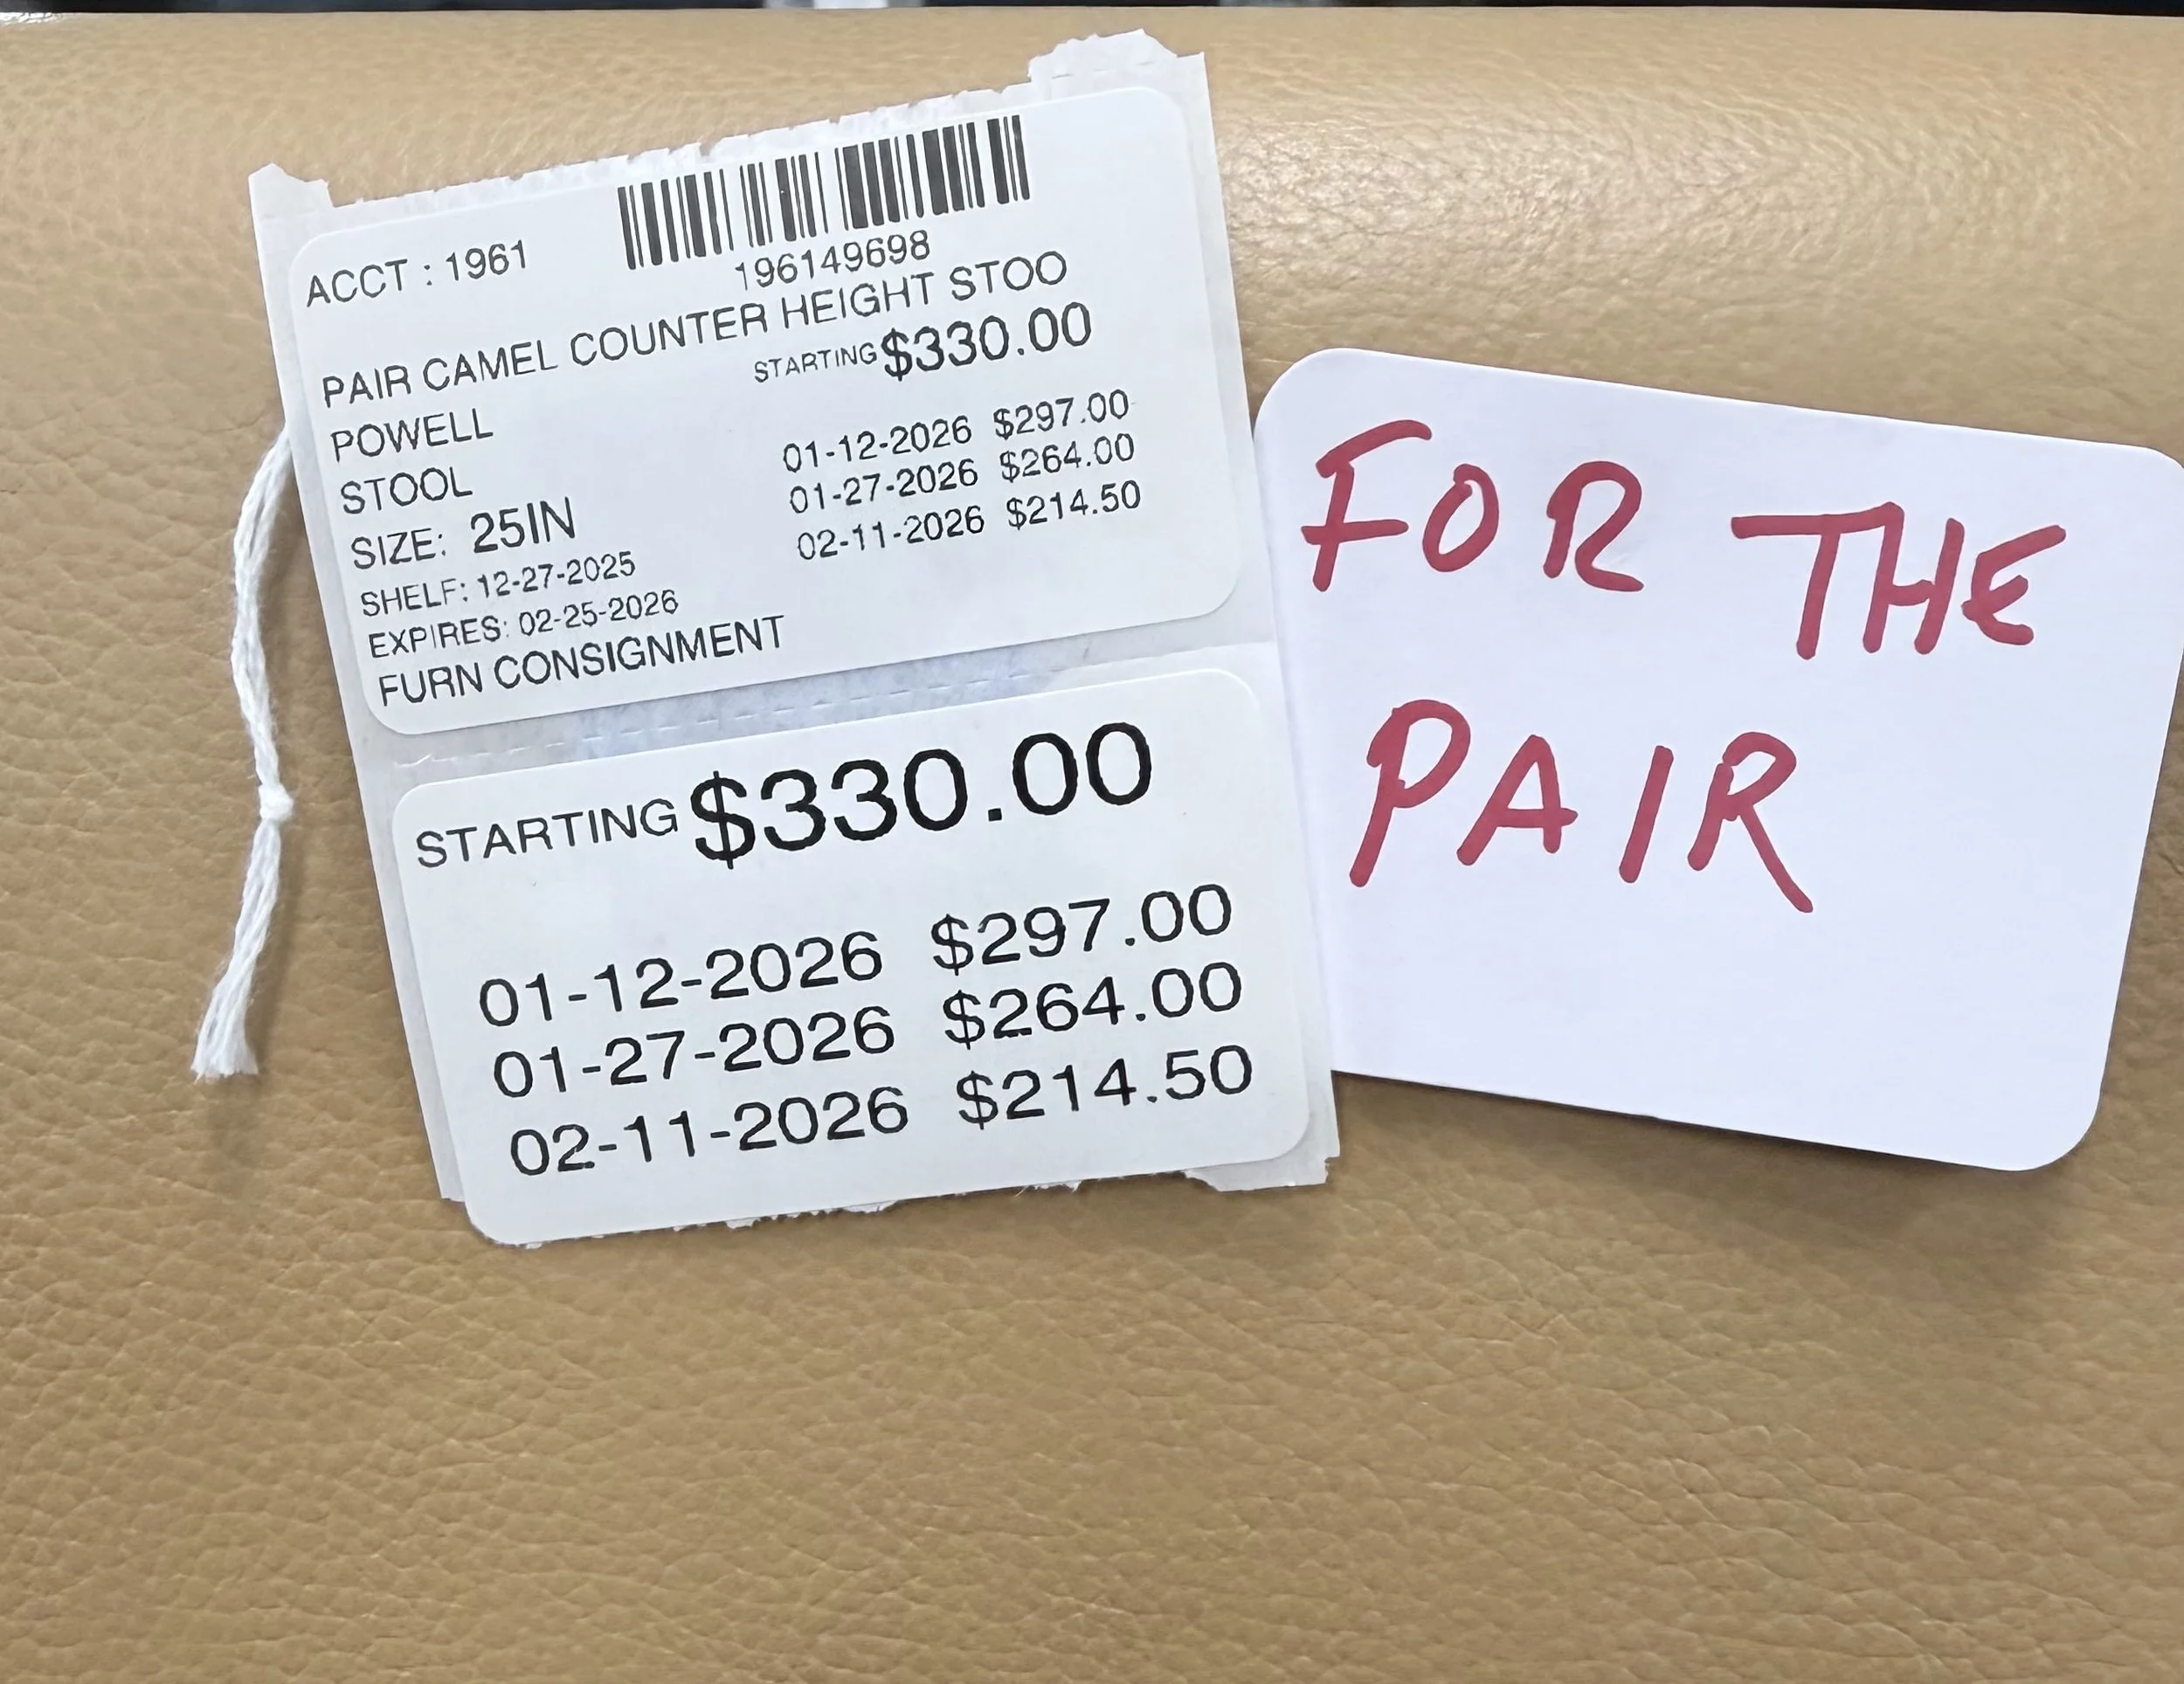 ACCT : 1961
196149698
PAIR CAMEL COUNTER HEIGHT STOO
STARTING $330.00
POWELL
STOOL
SIZE: 25IN
SHELF: 12-27-2025
EXPIRES: 02-25-2026
FURN CONSIGNMENT
01-12-2026 $297.00
01-27-2026 $264.00
02-11-2026 $214.50
STARTING $330.00
01-12-2026 $297.00
01-27-2026 $264.00
02-11-2026 $214.50
FOR THE
PAIR